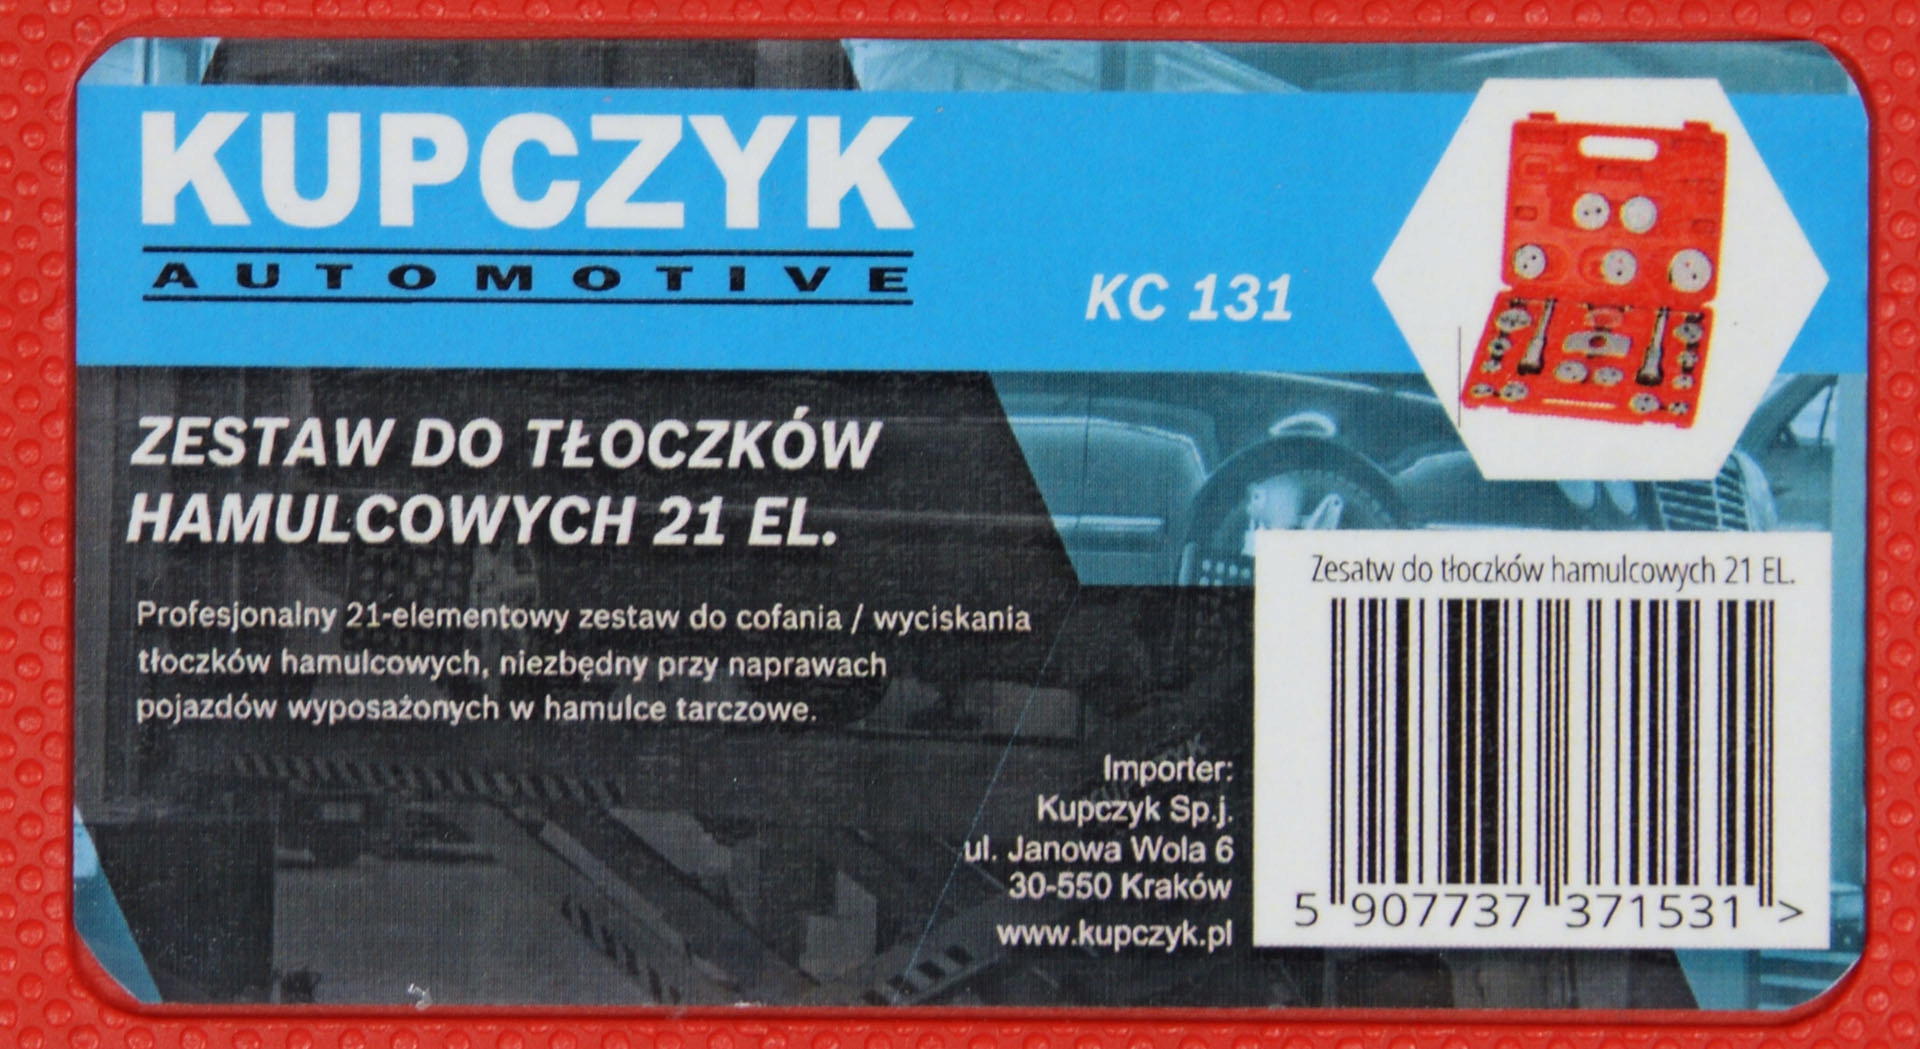 KUPCZYK
AUTOMOTIVE
KC 131
ZESTAW DO TŁOCZKÓW
HAMULCOWYCH 21 EL.
Profesjonalny 21-elementowy zestaw do cofania / wyciskania
tłoczków hamulcowych, niezbędny przy naprawach
pojazdów wyposażonych w hamulce tarczowe.
Importer:
Kupczyk Sp.j.
ul. Janowa Wola 6
30-550 Kraków
www.kupczyk.pl
Zesatw do tłoczków hamulcowych 21 EL.
5 907737 371531 >